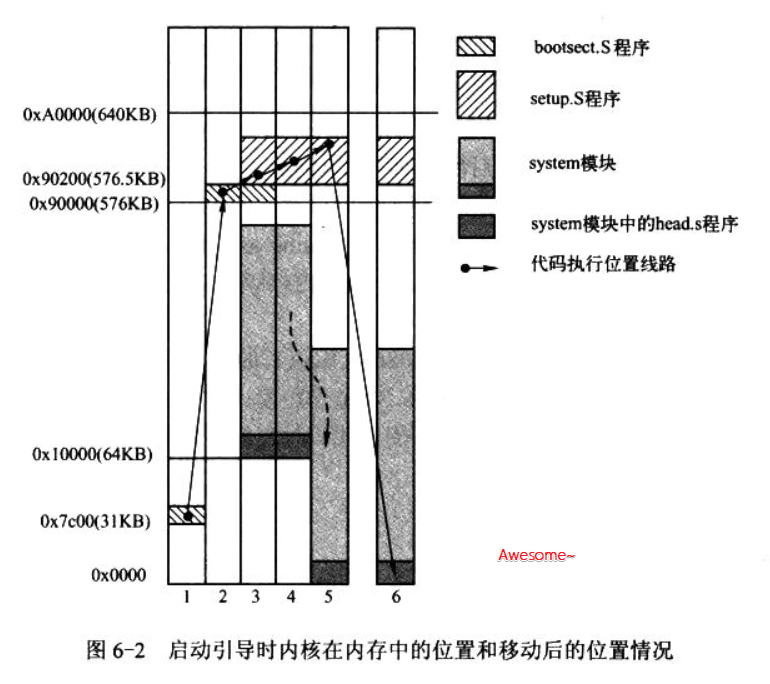 bootsect.S程序
0xA0000(640KB)
setup.S程序
system模块
0x90200(576.5KB)
0x90000(576KB)
system模块中的head.s程序
代码执行位置线路
0x10000(64KB)
0x7c00(31KB)
Awesome~
0x0000
1 2 3 4 5 6
图 6-2 启动引导时内核在内存中的位置和移动后的位置情况